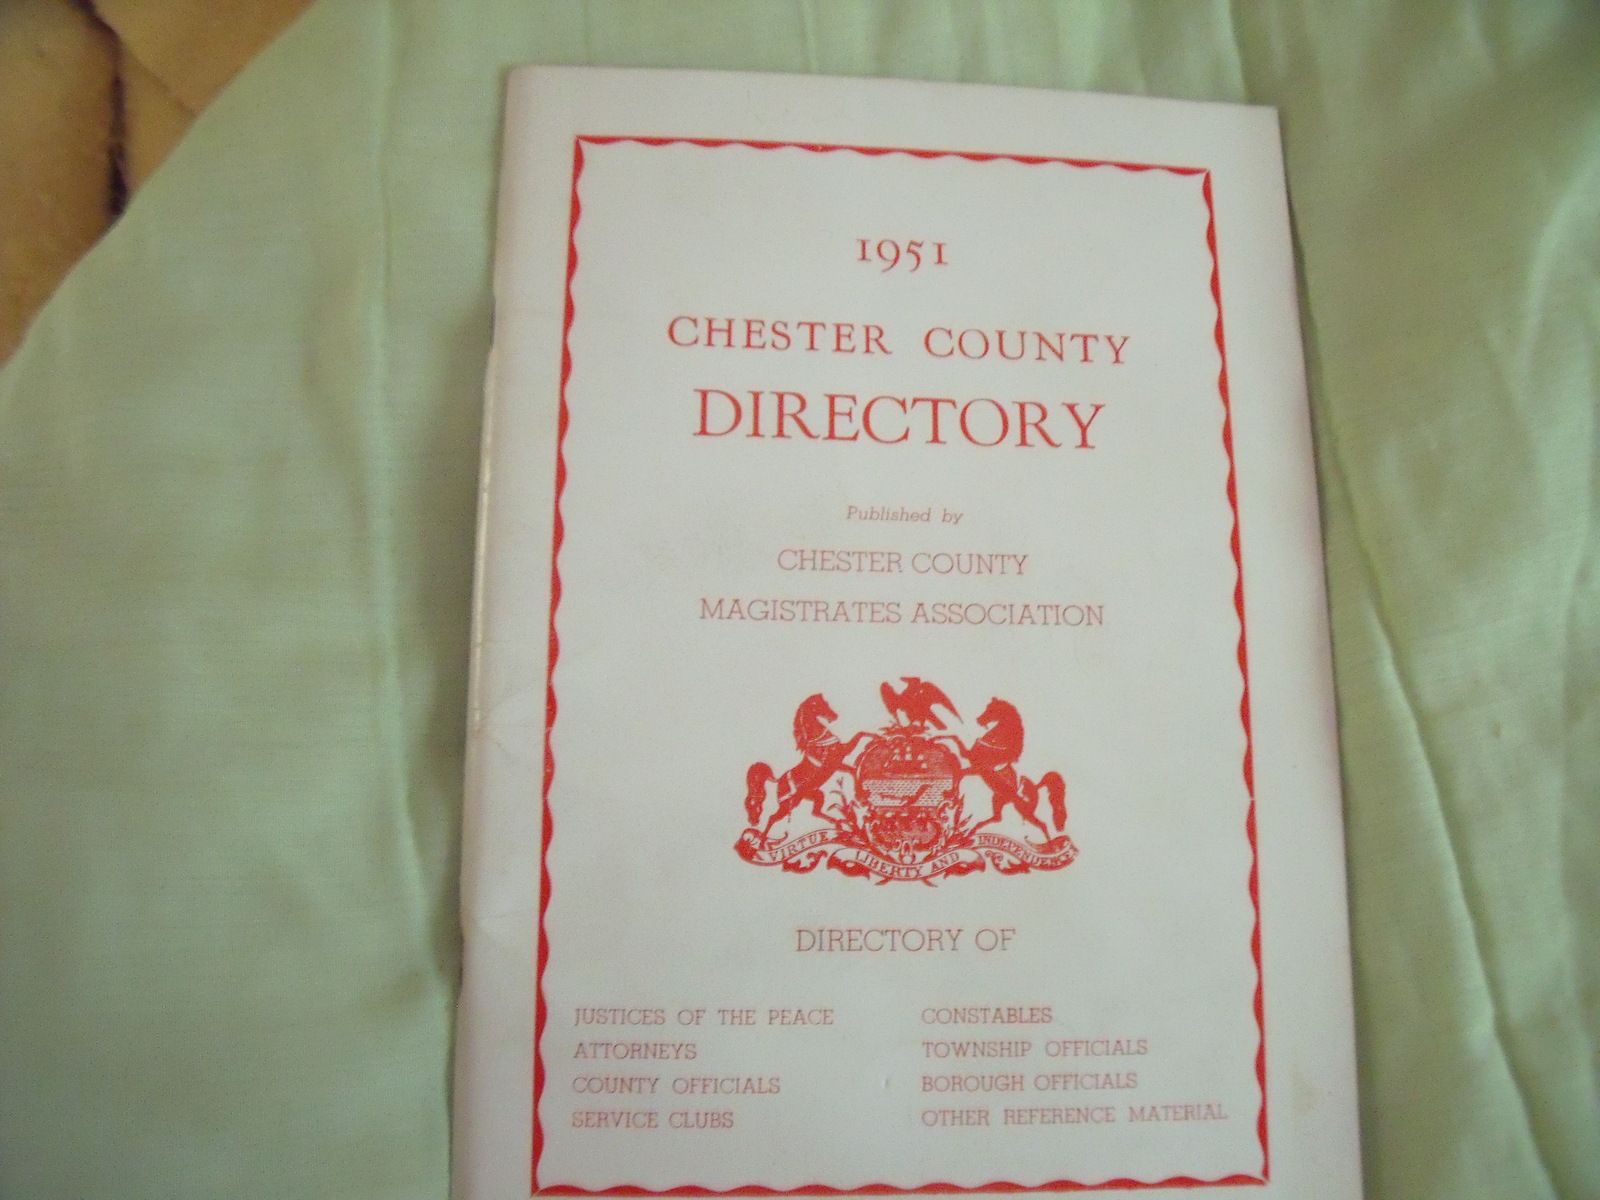 1951
CHESTER COUNTY
DIRECTORY
Published by
CHESTER COUNTY
MAGISTRATES ASSOCIATION
VIRTUE LIBERTY AND INDEPENDENCE
DIRECTORY OF
JUSTICES OF THE PEACE
ATTORNEYS
COUNTY OFFICIALS
SERVICE CLUBS
CONSTABLES
TOWNSHIP OFFICIALS
BOROUGH OFFICIALS
OTHER REFERENCE MATERIAL